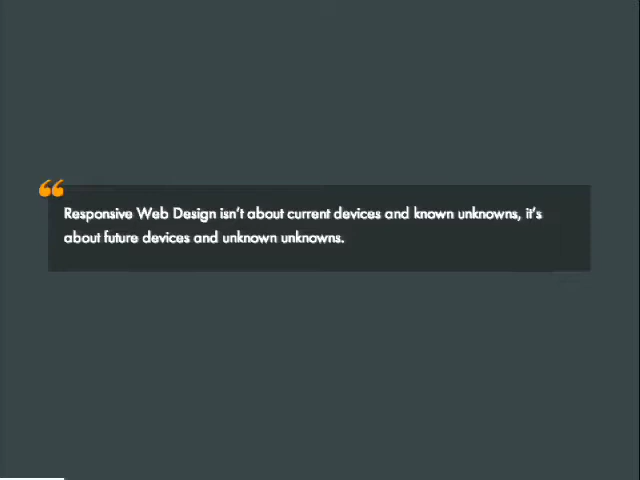 “
Responsive Web Design isn't about current devices and known unknowns, it's
about future devices and unknown unknowns.